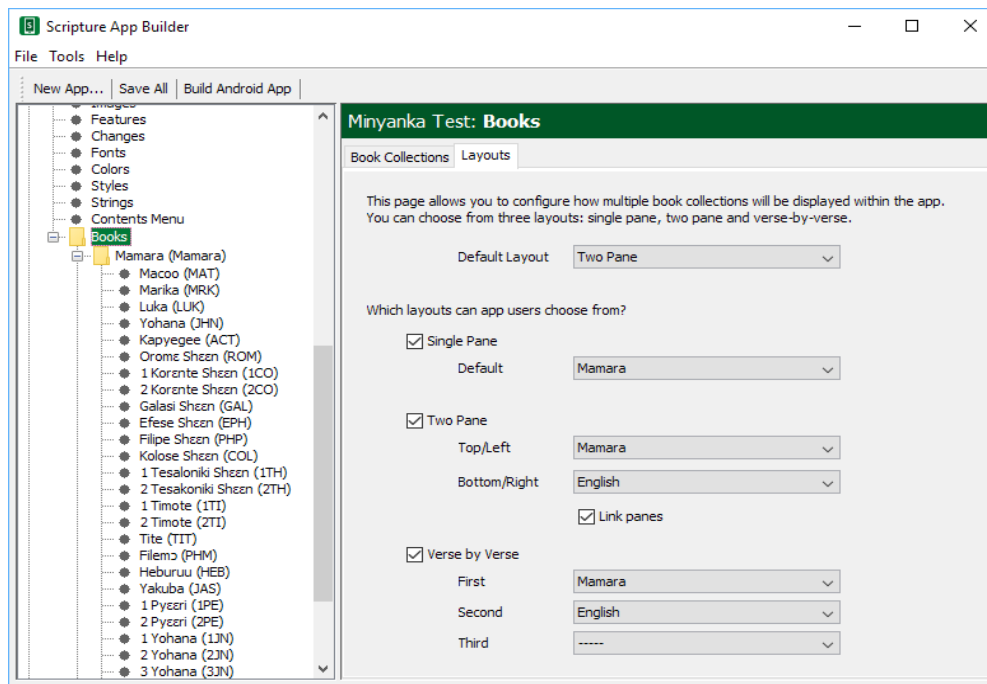 Scripture App Builder
File Tools Help
New App... Save All Build Android App
Images
Features
Changes
Fonts
Colors
Styles
Strings
Contents Menu
Books
Mamara (Mamara)
Macoo (MAT)
Marika (MRK)
Luka (LUK)
Yohana (JHN)
Kapyegee (ACT)
Oromɛ Shɛɛn (ROM)
1 Korɛnte Shɛɛn (1CO)
2 Korɛnte Shɛɛn (2CO)
Galasi Shɛɛn (GAL)
Efese Shɛɛn (EPH)
Filipe Shɛɛn (PHP)
Kolose Shɛɛn (COL)
1 Tesaloniki Shɛɛn (1TH)
2 Tesakoniki Shɛɛn (2TH)
1 Timote (1TI)
2 Timote (2TI)
Tite (TIT)
Filemɔ (PHM)
Heburuu (HEB)
Yakuba (JAS)
1 Pyɛɛri (1PE)
2 Pyɛɛri (2PE)
1 Yohana (1JN)
2 Yohana (2JN)
3 Yohana (3JN)
Minyanka Test: Books
Book Collections Layouts
This page allows you to configure how multiple book collections will be displayed within the app.
You can choose from three layouts: single pane, two pane and verse-by-verse.
Default Layout Two Pane
Which layouts can app users choose from?
Single Pane
Default Mamara
Two Pane
Top/Left Mamara
Bottom/Right English
Link panes
Verse by Verse
First Mamara
Second English
Third -----